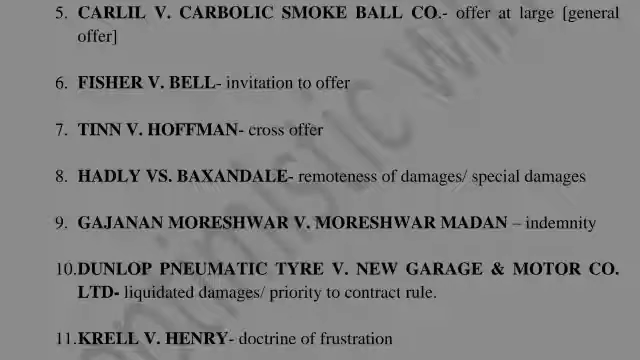 5. CARLIL V. CARBOLIC SMOKE BALL CO.- offer at large [general
offer]
6. FISHER V. BELL- invitation to offer
7. TINN V. HOFFMAN- cross offer
8. HADLY VS. BAXANDALE- remoteness of damages/ special damages
9. GAJANAN MORESHWAR V. MORESHWAR MADAN – indemnity
10.DUNLOP PNEUMATIC TYRE V. NEW GARAGE & MOTOR CO.
LTD- liquidated damages/ priority to contract rule.
11.KRELL V. HENRY- doctrine of frustration